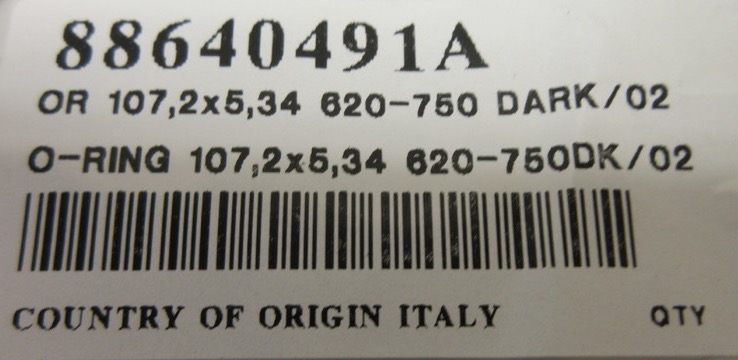 88640491A
OR 107,2x5,34 620-750 DARK/02
O-RING 107,2x5,34 620-750DK/02
COUNTRY OF ORIGIN ITALY QTY